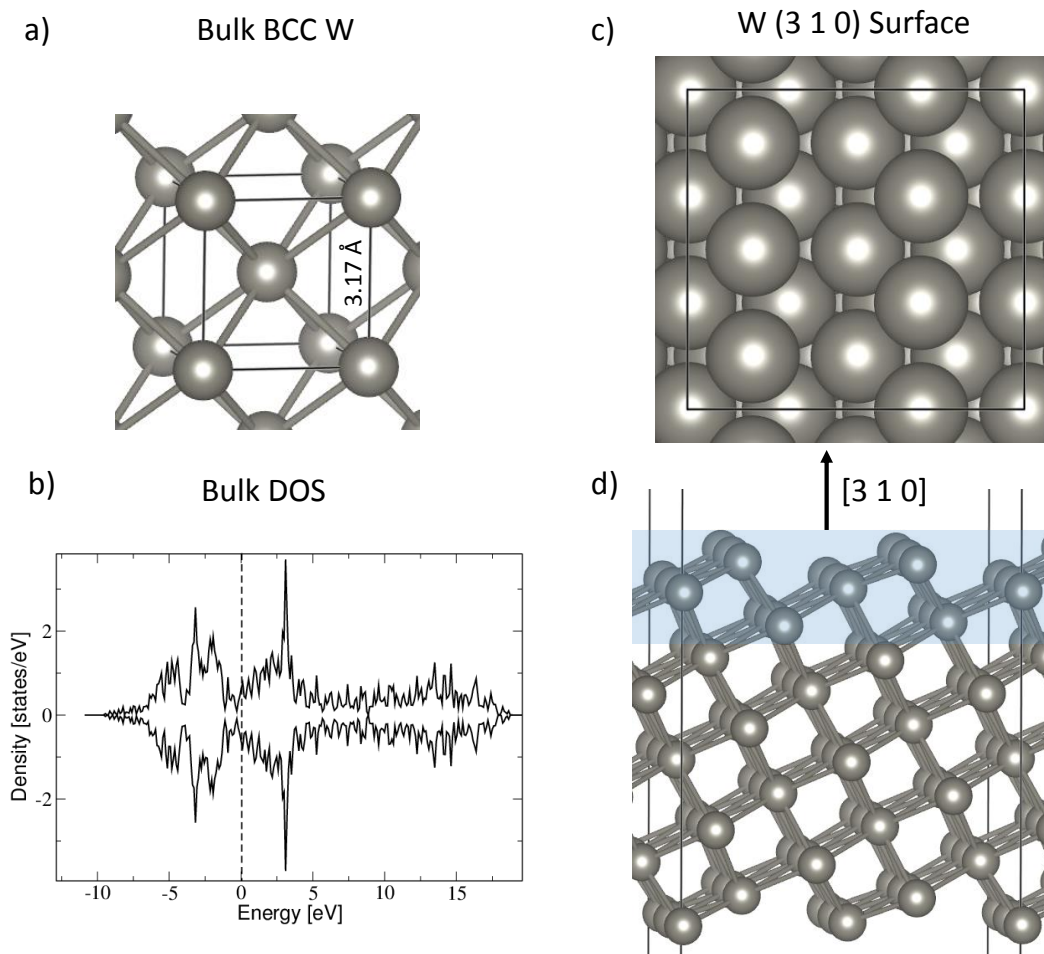 a)
Bulk BCC W
3.17 Å
b)
Bulk DOS
Density [states/eV]
2
0
-2
-10
-5
0
5
10
15
Energy [eV]
c)
W (3 1 0) Surface
d)
[3 1 0]